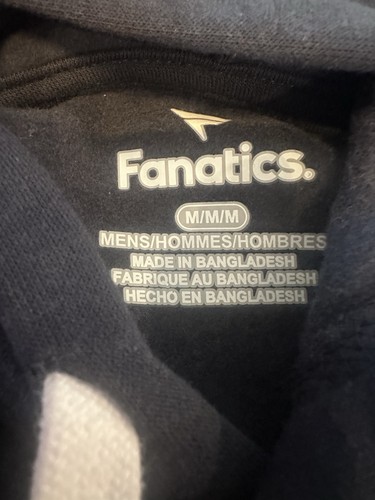 Fanatics.
M/M/M
MENS/HOMMES/HOMBRES
MADE IN BANGLADESH
FABRIQUE AU BANGLADESH
HECHO EN BANGLADESH